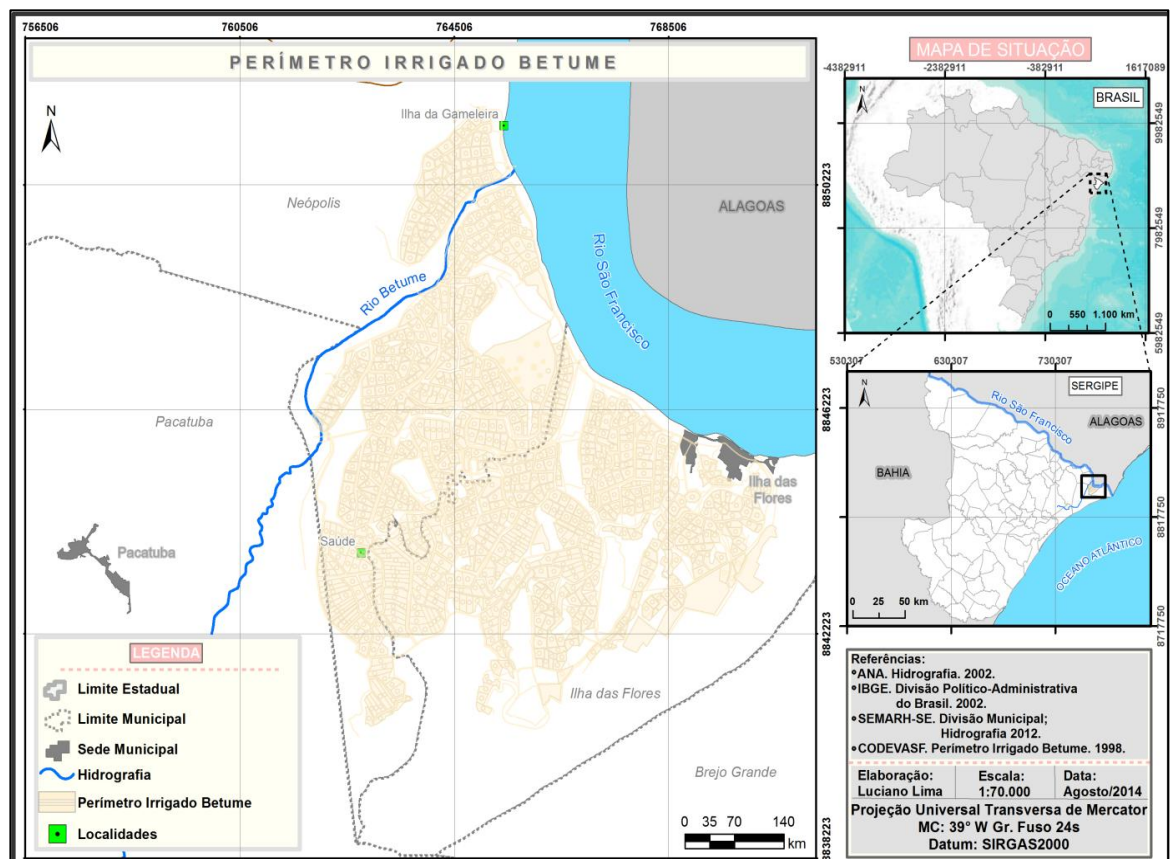 756506 760506 764506 768506
PERÍMETRO IRRIGADO BETUME
N
Ilha da Gameleira
Neópolis
ALAGOAS
Rio São Francisco
Rio Betume
Pacatuba
Ilha das
Flores
Saúde
Pacatuba
Ilha das Flores
Brejo Grande
8850223
8846223
8842223
8838223
LEGENDA
Limite Estadual
Limite Municipal
Sede Municipal
Hidrografia
Perímetro Irrigado Betume
Localidades
0 35 70 140
km
MAPA DE SITUAÇÃO
-4382911 -2382911 -382911 1617089
N
BRASIL
9982549
7982549
5982549
0 550 1.100 km
530307 630307 730307
N
SERGIPE
Rio São Francisco
ALAGOAS
BAHIA
OCEANO ATLÂNTICO
8917750
8817750
8717750
0 25 50 km
Referências:
ANA. Hidrografia. 2002.
IBGE. Divisão Político-Administrativa
do Brasil. 2002.
SEMARH-SE. Divisão Municipal;
Hidrografia 2012.
CODEVASF. Perímetro Irrigado Betume. 1998.
Elaboração: Escala: Data:
Luciano Lima 1:70.000 Agosto/2014
Projeção Universal Transversa de Mercator
MC: 39° W Gr. Fuso 24s
Datum: SIRGAS2000